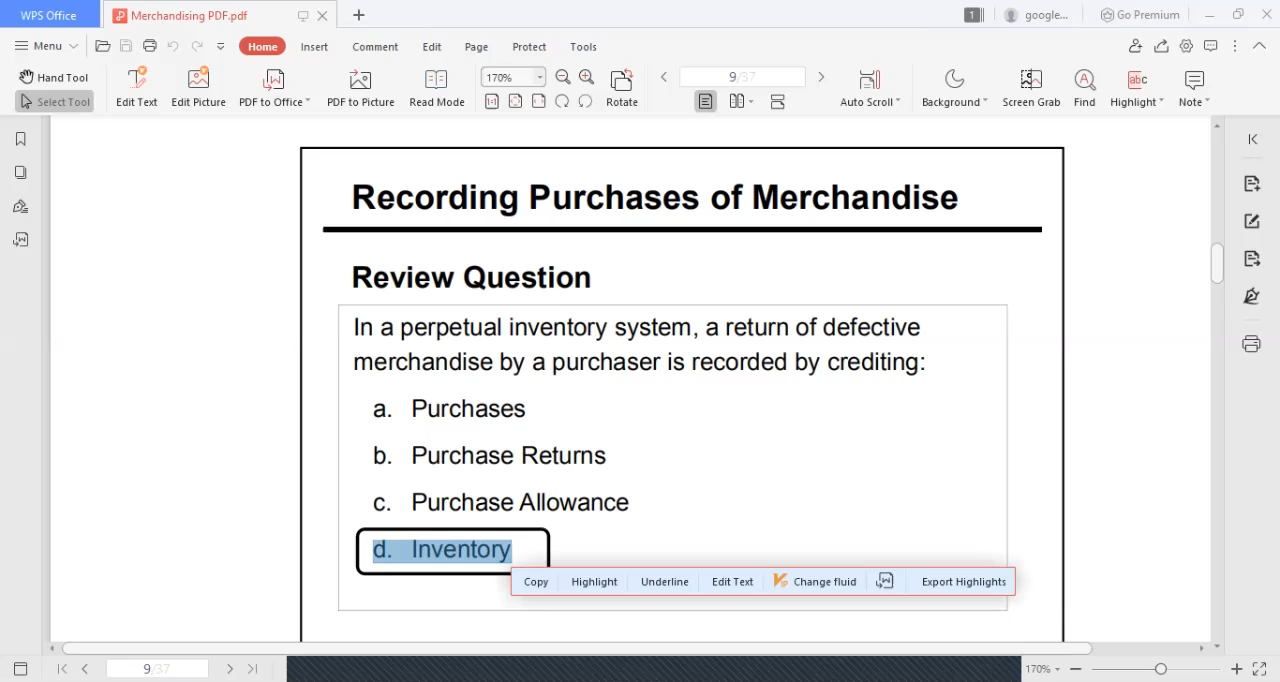 WPS Office
Merchandising PDF.pdf
1
google...
Go Premium
Menu
Home
Insert
Comment
Edit
Page
Protect
Tools
Hand Tool
Select Tool
Edit Text
Edit Picture
PDF to Office
PDF to Picture
Read Mode
170%
Rotate
9/37
Auto Scroll
Background
Screen Grab
Find
Highlight
Note
Recording Purchases of Merchandise
Review Question
In a perpetual inventory system, a return of defective
merchandise by a purchaser is recorded by crediting:
a. Purchases
b. Purchase Returns
c. Purchase Allowance
d. Inventory
Copy Highlight Underline Edit Text Change fluid Export Highlights
9/37
170%